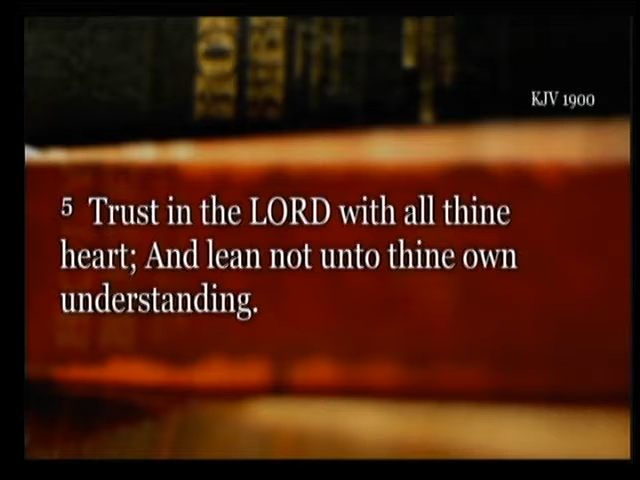 KJV 1900
5 Trust in the LORD with all thine
heart; And lean not unto thine own
understanding.